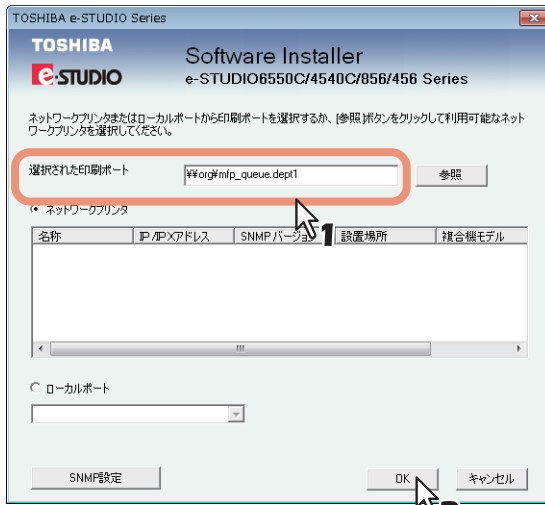 TOSHIBA e-STUDIO Series
TOSHIBA
e-STUDIO
Software Installer
e-STUDIO6550C/4540C/856/456 Series
ネットワークプリンタまたはローカルポートから印刷ポートを選択するか、[参照]ボタンをクリックして利用可能なネット
ワークプリンタを選択してください。
選択された印刷ポート ¥¥org¥mfp_queue.dept1 参照
ネットワークプリンタ
名称 IP/IPXアドレス SNMPバージョン 設置場所 複合機モデル
1
ローカルポート
SNMP設定 OK キャンセル